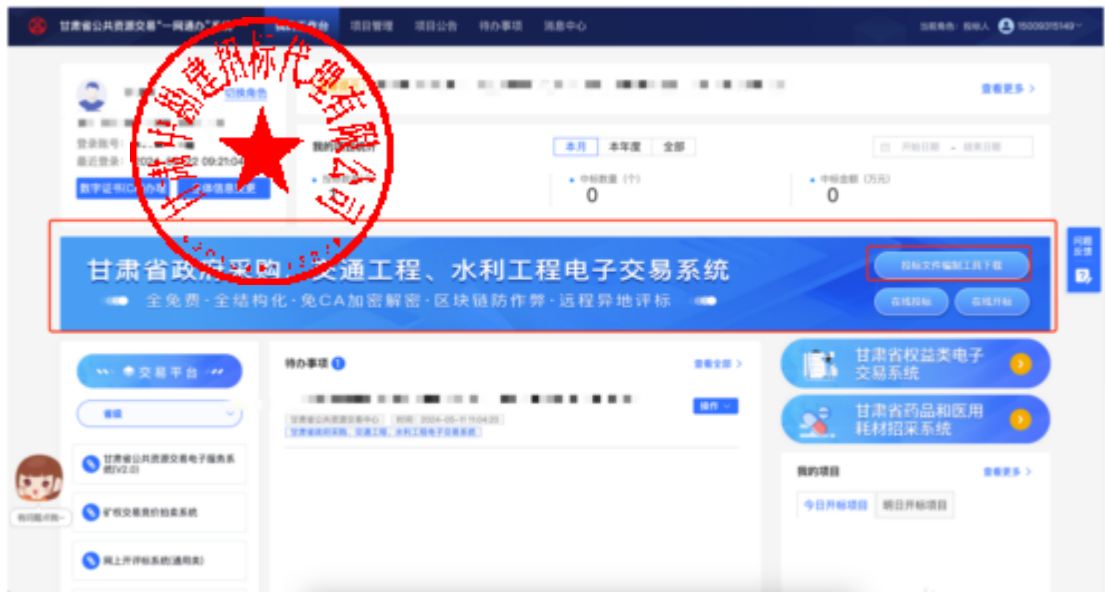 甘肃省公共资源交易"一网通办"系统 我的工作台 项目管理 项目公告 待办事项 消息中心 当前角色：投标人 15009315149
切换角色
查看更多 >
登录账号：
最近登录： 09:21:04
数字证书(CA)办理
本月 本年度 全部
开始日期 - 结束日期
中标数量（个）
0
中标金额（万元）
0
甘肃省政府采购、交通工程、水利工程电子交易系统
全免费·全结构化·免CA加密解密·区块链防作弊·远程异地评标
投标文件编制工具下载
在线投标 在线开标
问题
反馈
交易平台
省级
甘肃省公共资源交易电子服务系
统(V2.0)
矿权交易竞价拍卖系统
网上开评标系统(通用类)
有问题点我~
待办事项 1
查看全部 >
操作
甘肃省公共资源交易中心 时间：2024-05-11 11:04:20
甘肃省政府采购、交通工程、水利工程电子交易系统
甘肃省权益类电子
交易系统
甘肃省药品和医用
耗材招采系统
我的项目
查看更多 >
今日开标项目 明日开标项目